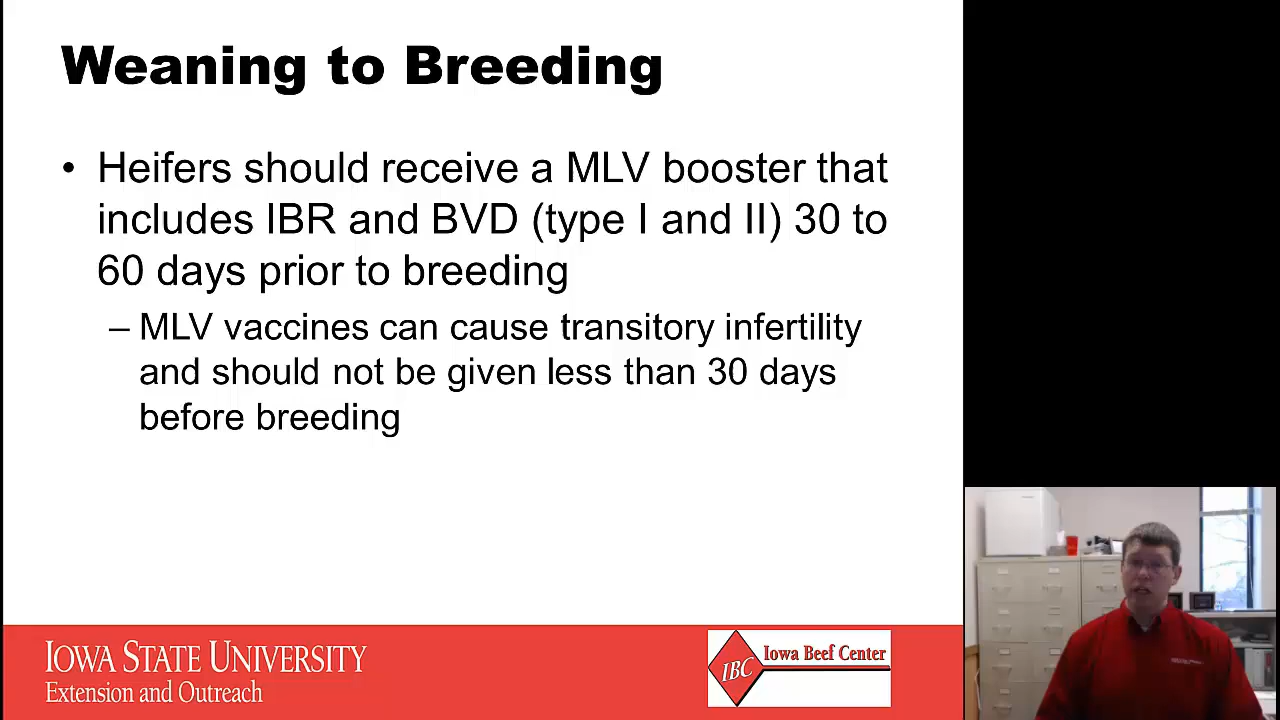 Weaning to Breeding
• Heifers should receive a MLV booster that
includes IBR and BVD (type I and II) 30 to
60 days prior to breeding
– MLV vaccines can cause transitory infertility
and should not be given less than 30 days
before breeding
IOWA STATE UNIVERSITY
Extension and Outreach
IBC
Iowa Beef Center